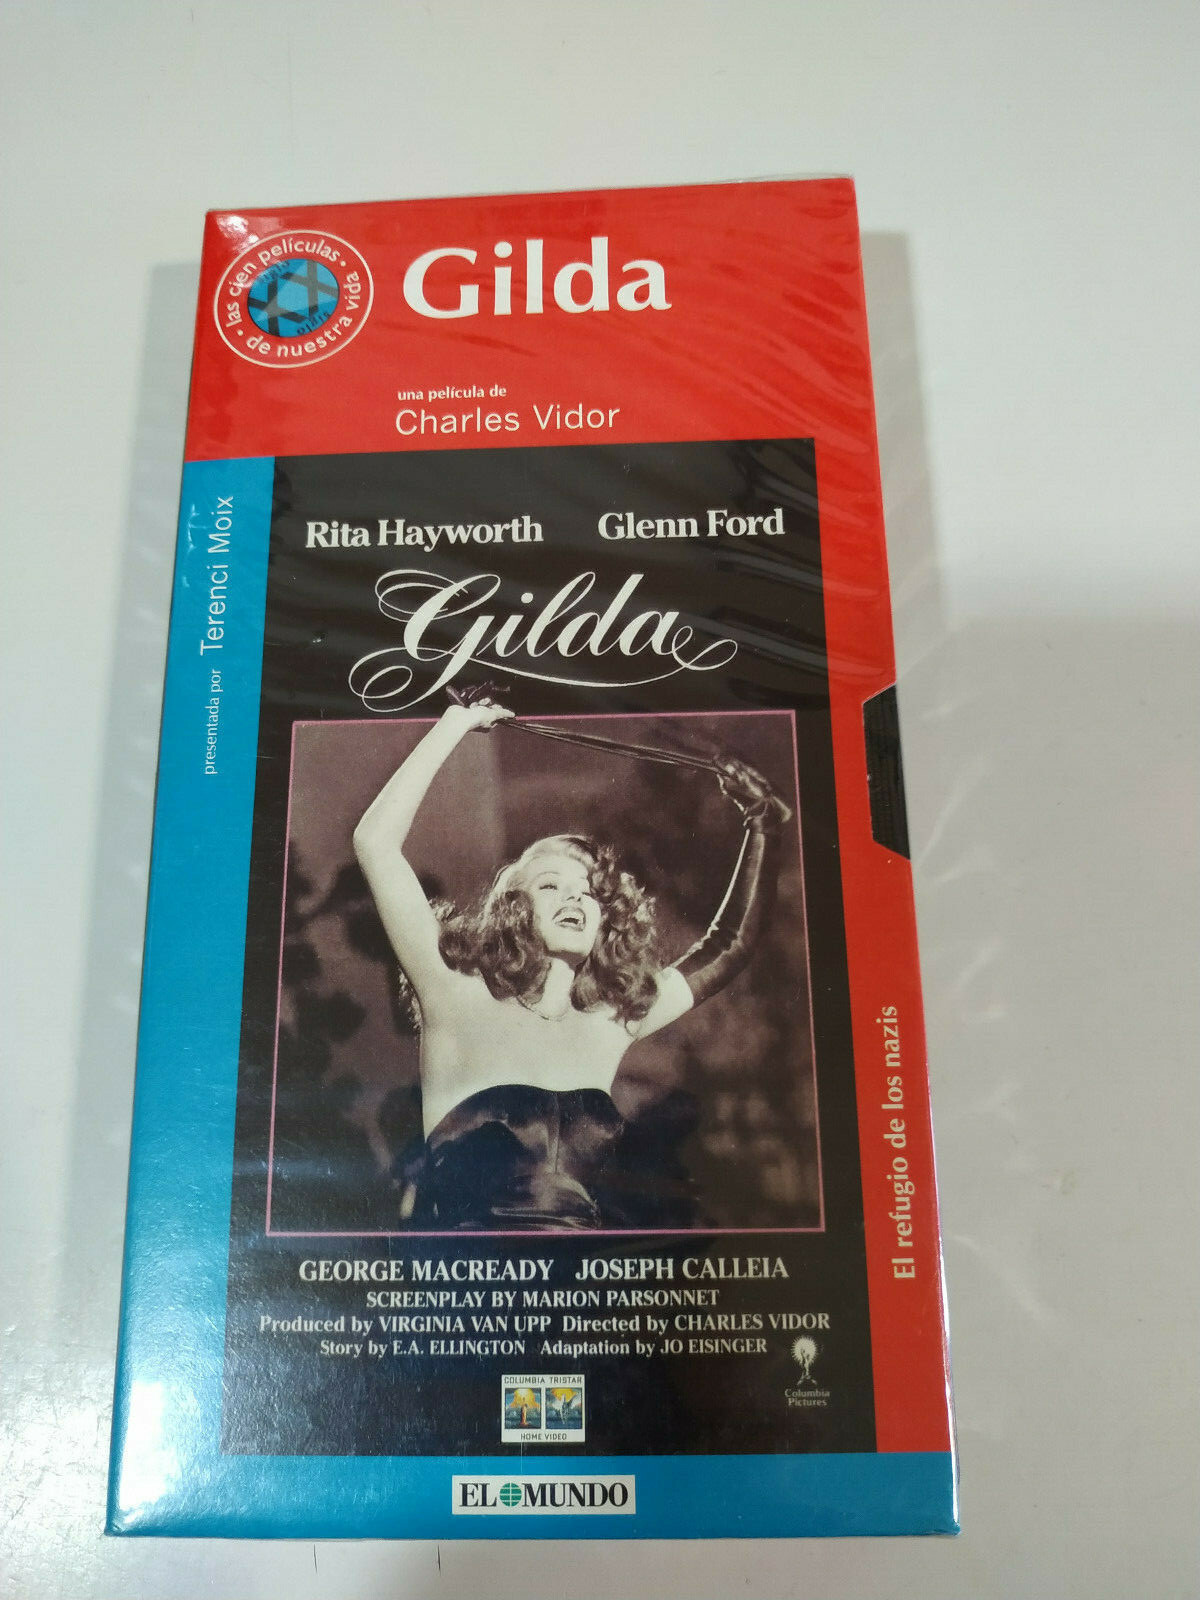 las cien películas
de nuestra vida
Gilda
una película de
Charles Vidor
presentada por Terenci Moix
Rita Hayworth Glenn Ford
Gilda
El refugio de los nazis
GEORGE MACREADY JOSEPH CALLEIA
SCREENPLAY BY MARION PARSONNET
Produced by VIRGINIA VAN UPP Directed by CHARLES VIDOR
Story by E.A. ELLINGTON Adaptation by JO EISINGER
Columbia
Pictures
COLUMBIA TRISTAR
HOME VIDEO
EL MUNDO